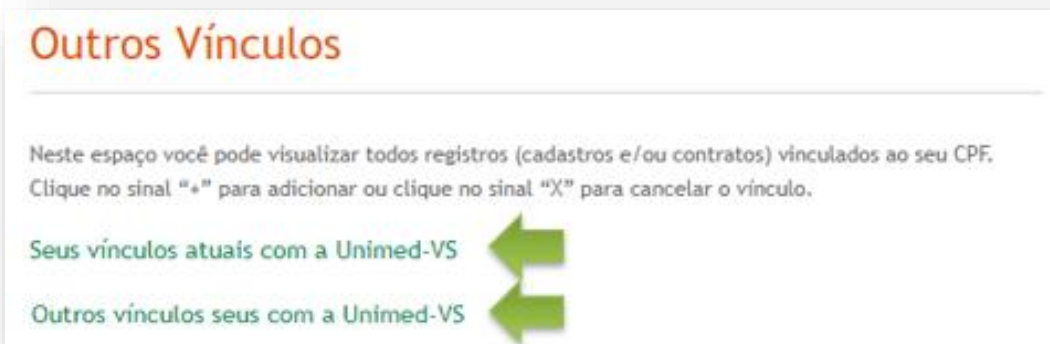 Outros Vínculos
Neste espaço você pode visualizar todos registros (cadastros e/ou contratos) vinculados ao seu CPF.
Clique no sinal “+” para adicionar ou clique no sinal “X” para cancelar o vínculo.
Seus vínculos atuais com a Unimed-VS
Outros vínculos seus com a Unimed-VS